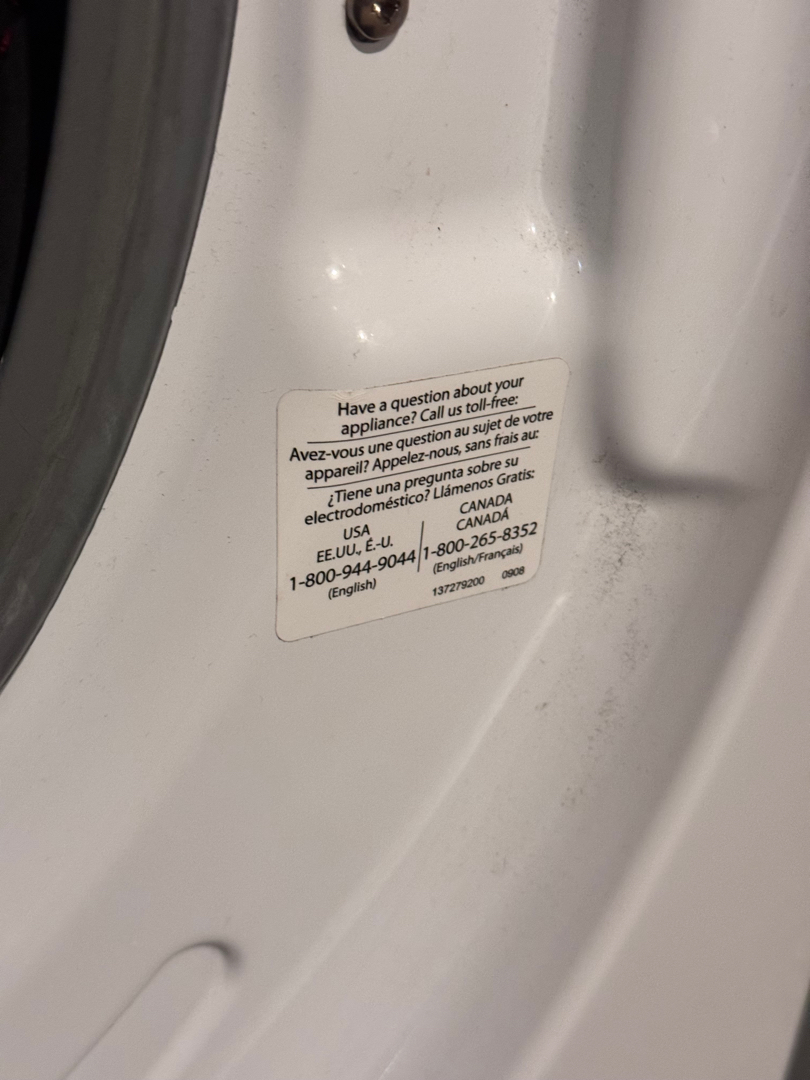 Have a question about your
appliance? Call us toll-free:
Avez-vous une question au sujet de votre
appareil? Appelez-nous, sans frais au:
¿Tiene una pregunta sobre su
electrodoméstico? Llámenos Gratis:
USA
EE.UU., É.-U.
1-800-944-9044
(English)
CANADA
CANADÁ
1-800-265-8352
(English/Français)
137279200 0908